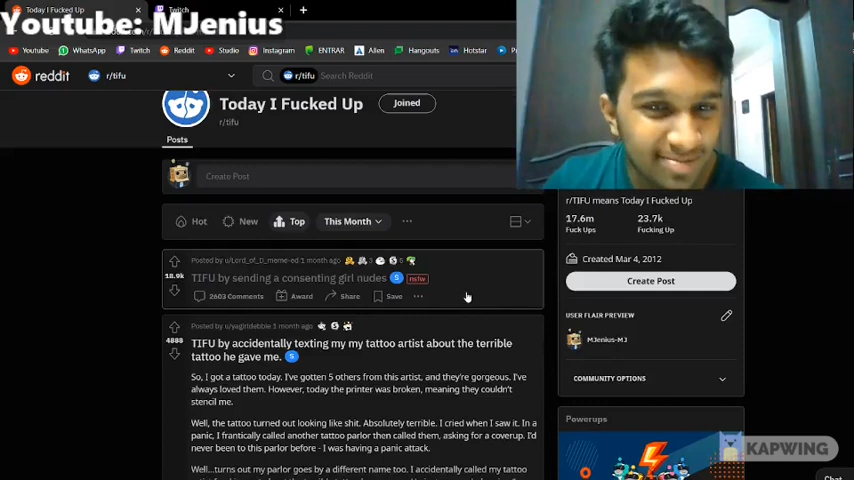 Today I Fucked Up
Twitch
Youtube: MJenius
Youtube WhatsApp Twitch Reddit Studio Instagram ENTRAR Alien Hangouts Hotstar
reddit r/tifu r/tifu Search Reddit
Today I Fucked Up Joined
r/tifu
Posts
Create Post
Hot New Top This Month
Posted by u/Lord_of_D_meme-ed 1 month ago 3 5
18.9k
TIFU by sending a consenting girl nudes S nsfw
2603 Comments Award Share Save
Posted by u/yagirldebbie 1 month ago
4888
TIFU by accidentally texting my my tattoo artist about the terrible
tattoo he gave me. S
So, I got a tattoo today. I've gotten 5 others from this artist, and they're gorgeous. I've
always loved them. However, today the printer was broken, meaning they couldn't
stencil me.
Well, the tattoo turned out looking like shit. Absolutely terrible. I cried when I saw it. In a
panic, I frantically called another tattoo parlor then called them, asking for a coverup. I'd
never been to this parlor before - I was having a panic attack.
Well...turns out my parlor goes by a different name too. I accidentally called my tattoo
r/TIFU means Today I Fucked Up
17.6m 23.7k
Fuck Ups Fucking Up
Created Mar 4, 2012
Create Post
USER FLAIR PREVIEW
MJenius-MJ
COMMUNITY OPTIONS
Powerups
KAPWING
Chat